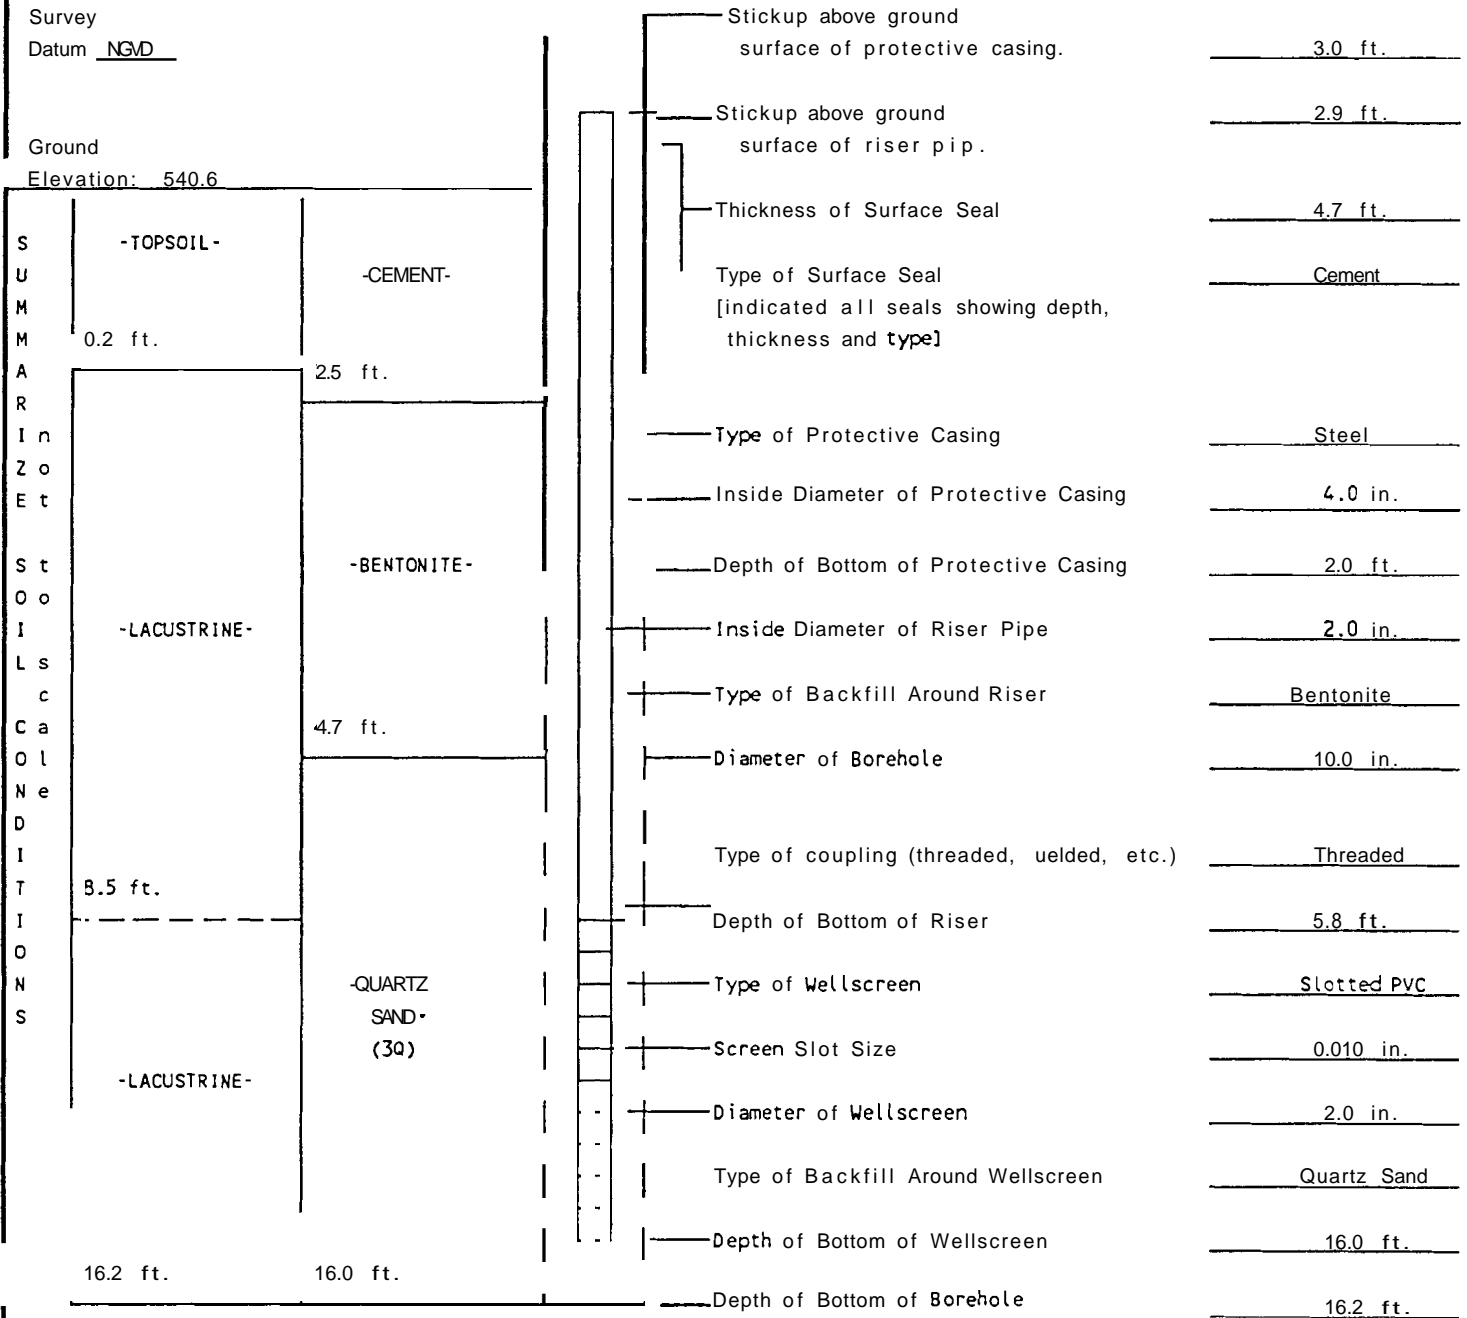 Survey
Datum NGVD
Ground
Elevation: 540.6
SUMMARIZE SOIL CONDITIONS
not to scale
-TOPSOIL-
0.2 ft.
-LACUSTRINE-
8.5 ft.
-LACUSTRINE-
16.2 ft.
-CEMENT-
2.5 ft.
-BENTONITE-
4.7 ft.
-QUARTZ
SAND-
(3Q)
16.0 ft.
Stickup above ground
surface of protective casing. 3.0 ft.
Stickup above ground 2.9 ft.
surface of riser pip.
Thickness of Surface Seal 4.7 ft.
Type of Surface Seal Cement
[indicated all seals showing depth,
thickness and type]
Type of Protective Casing Steel
Inside Diameter of Protective Casing 4.0 in.
Depth of Bottom of Protective Casing 2.0 ft.
Inside Diameter of Riser Pipe 2.0 in.
Type of Backfill Around Riser Bentonite
Diameter of Borehole 10.0 in.
Type of coupling (threaded, uelded, etc.) Threaded
Depth of Bottom of Riser 5.8 ft.
Type of Wellscreen Slotted PVC
Screen Slot Size 0.010 in.
Diameter of Wellscreen 2.0 in.
Type of Backfill Around Wellscreen Quartz Sand
Depth of Bottom of Wellscreen 16.0 ft.
Depth of Bottom of Borehole 16.2 ft.